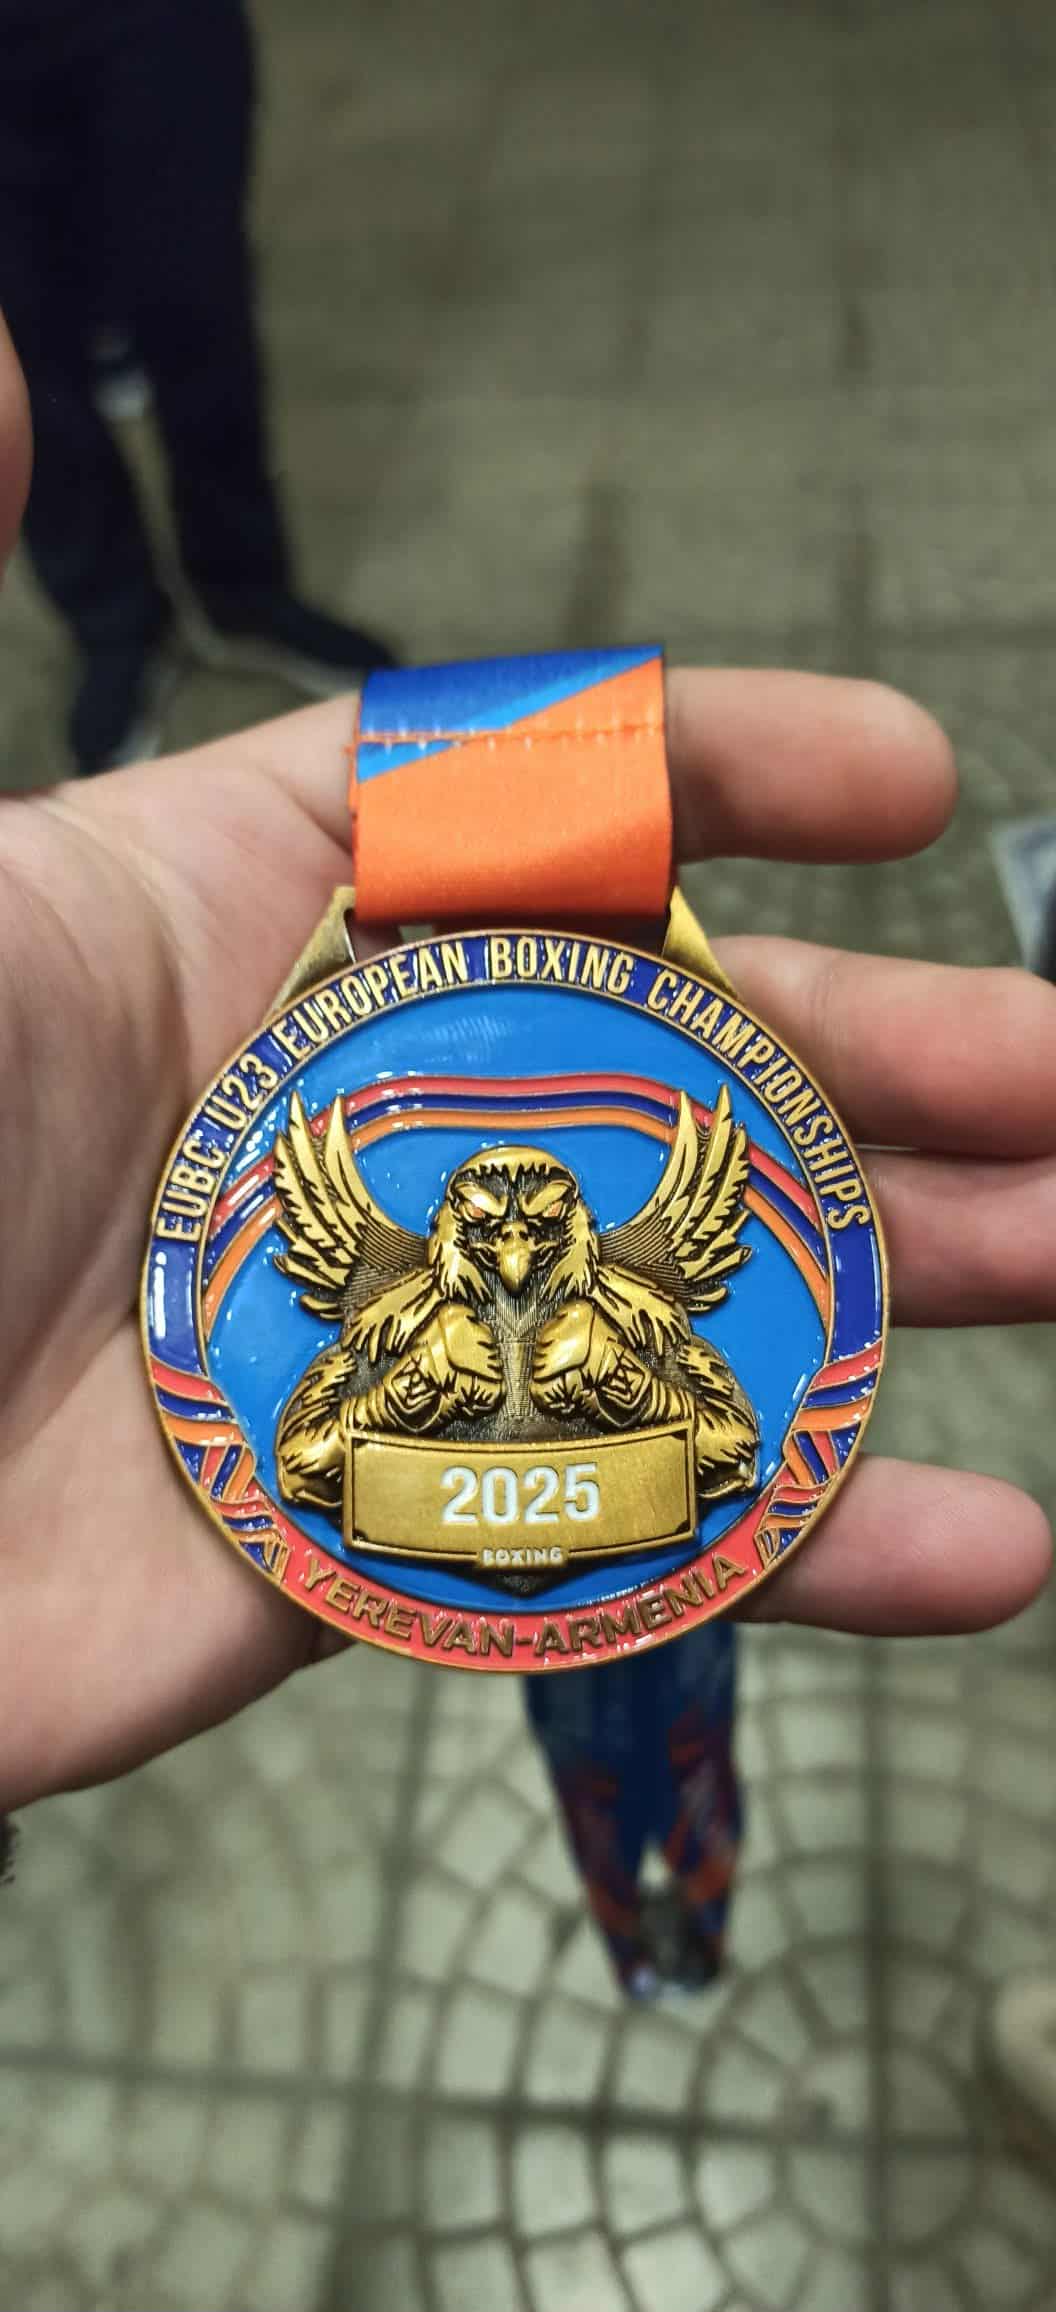 EUBC U23 EUROPEAN BOXING CHAMPIONSHIPS
2025
BOXING
YEREVAN-ARMENIA